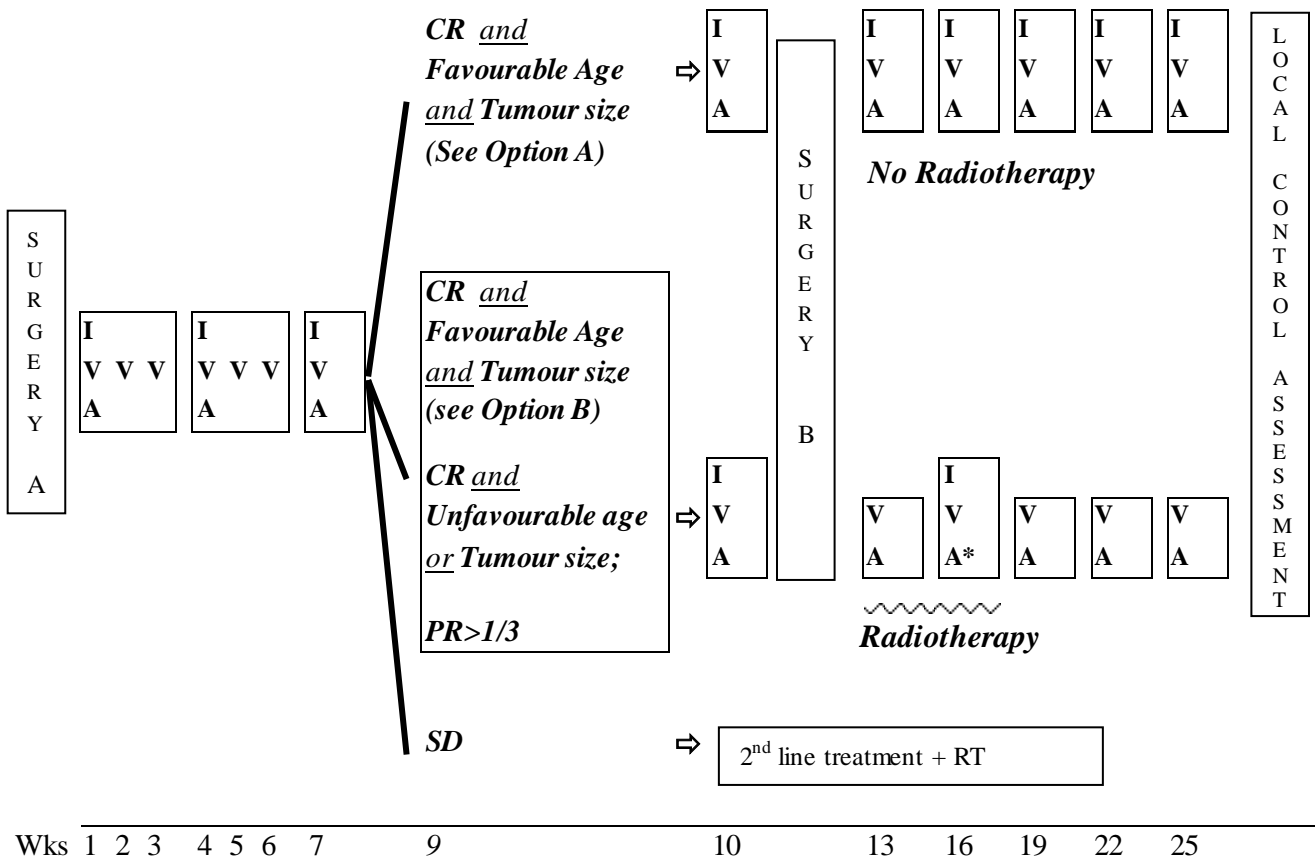 SURGERY A
I
V V V
A
I
V V V
A
I
V
A
CR and
Favourable Age
and Tumour size
(See Option A)
⇨
I
V
A
CR and
Favourable Age
and Tumour size
(see Option B)
CR and
Unfavourable age
or Tumour size;
PR>1/3
⇨
I
V
A
SURGERY B
I
V
A
I
V
A
I
V
A
I
V
A
I
V
A
No Radiotherapy
V
A
I
V
A*
V
A
V
A
V
A
Radiotherapy
LOCAL CONTROL ASSESSMENT
SD
⇨
2nd line treatment + RT
Wks 1 2 3 4 5 6 7 9 10 13 16 19 22 25